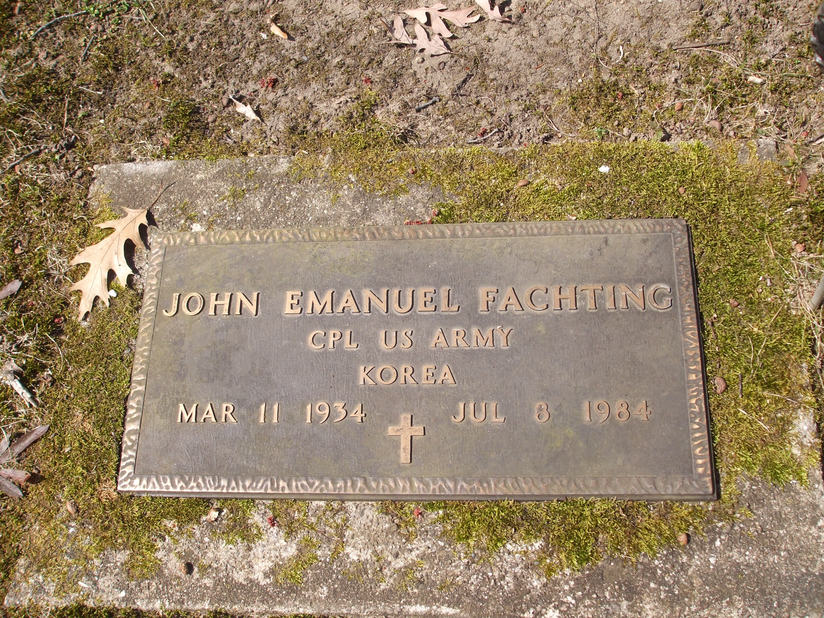 JOHN EMANUEL FACHTING
CPL US ARMY
KOREA
MAR 11 1934 JUL 8 1984